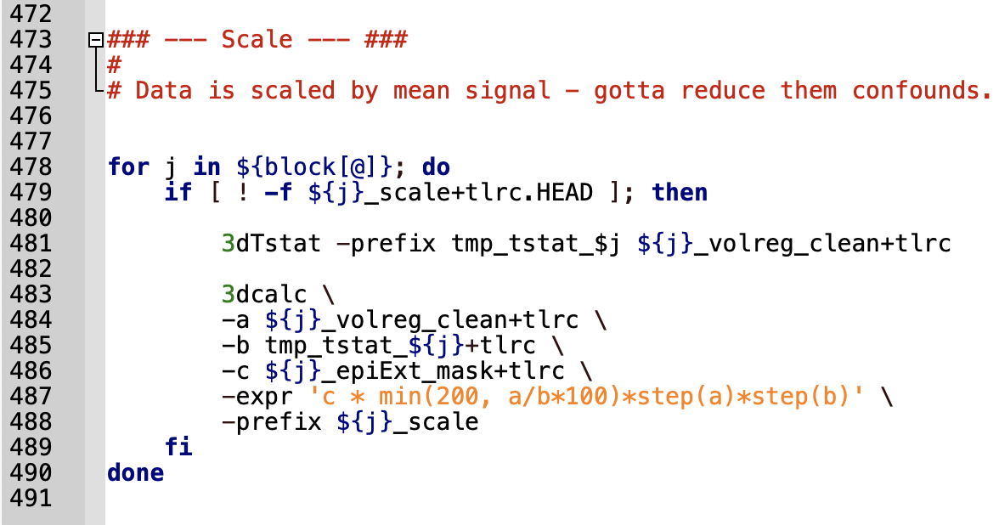 472
473 ### --- Scale --- ###
474 #
475 # Data is scaled by mean signal - gotta reduce them confounds.
476
477
478 for j in ${block[@]}; do
479     if [ ! -f ${j}_scale+tlrc.HEAD ]; then
480
481         3dTstat -prefix tmp_tstat_$j ${j}_volreg_clean+tlrc
482
483         3dcalc \
484         -a ${j}_volreg_clean+tlrc \
485         -b tmp_tstat_${j}+tlrc \
486         -c ${j}_epiExt_mask+tlrc \
487         -expr 'c * min(200, a/b*100)*step(a)*step(b)' \
488         -prefix ${j}_scale
489     fi
490 done
491